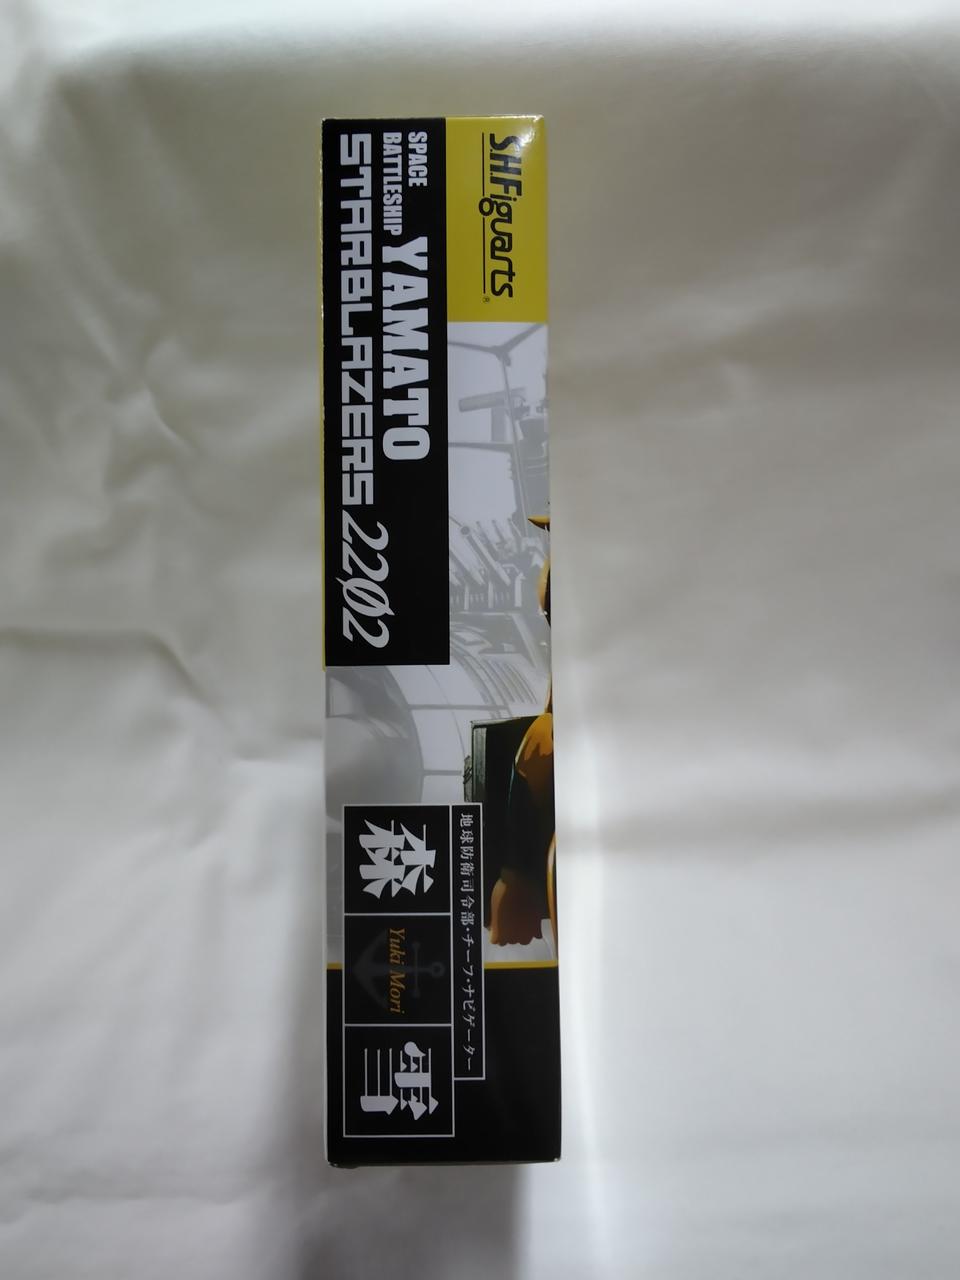 S.H.Figuarts®
SPACE
BATTLESHIP YAMATO
STARBLAZERS 2202
地球防衛司令部・チーフ・ナビゲーター
森
Yuki Mori
雪